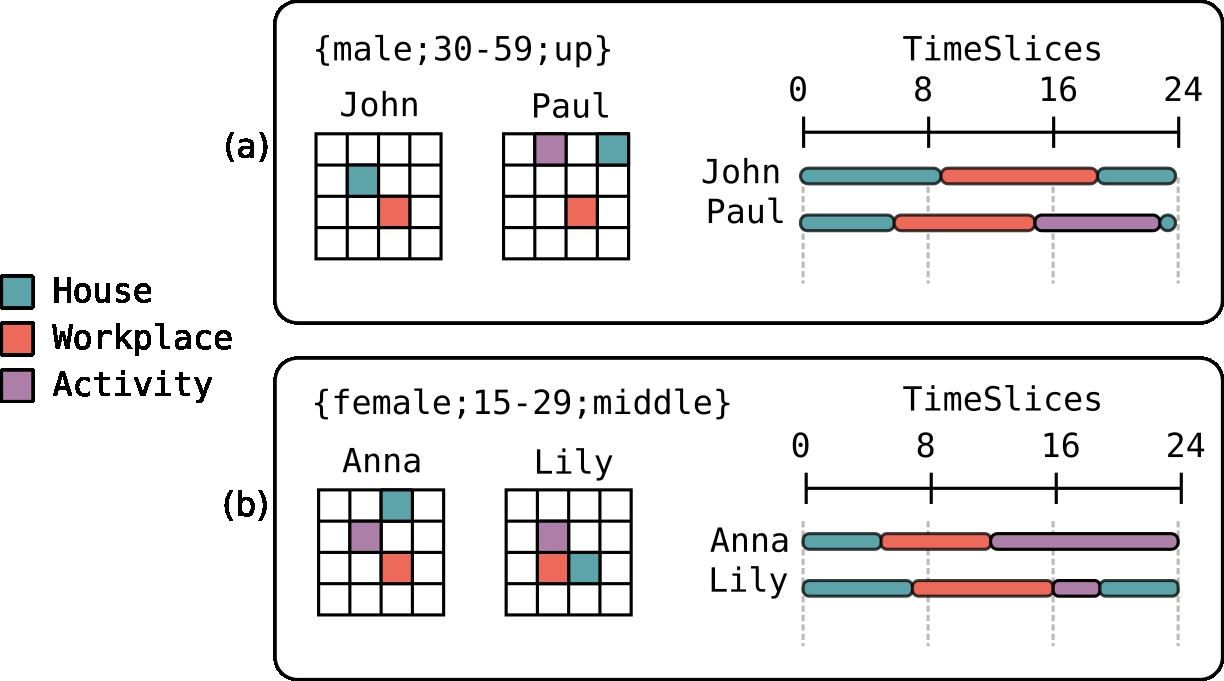 House
Workplace
Activity
(a)
{male;30-59;up}
John
Paul
TimeSlices
0 8 16 24
John
Paul
(b)
{female;15-29;middle}
Anna
Lily
TimeSlices
0 8 16 24
Anna
Lily